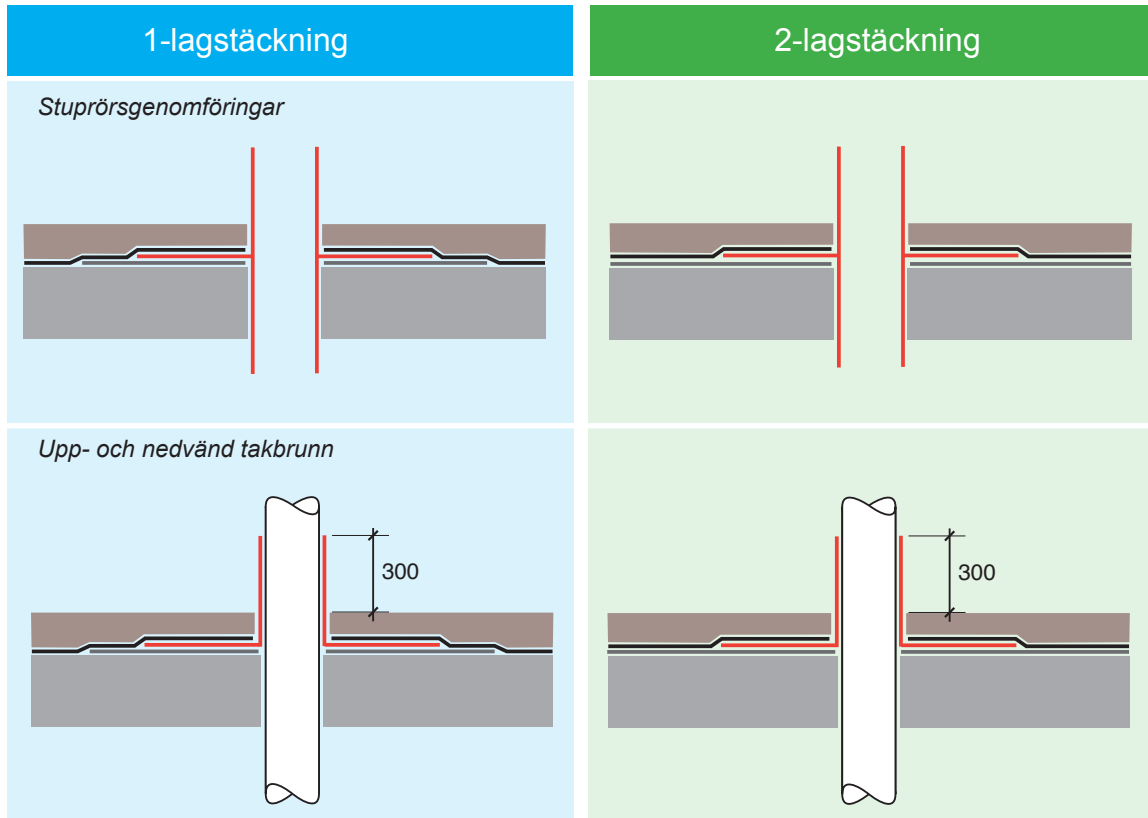 1-lagstäckning
2-lagstäckning
Stuprörsgenomföringar
Upp- och nedvänd takbrunn
300
300